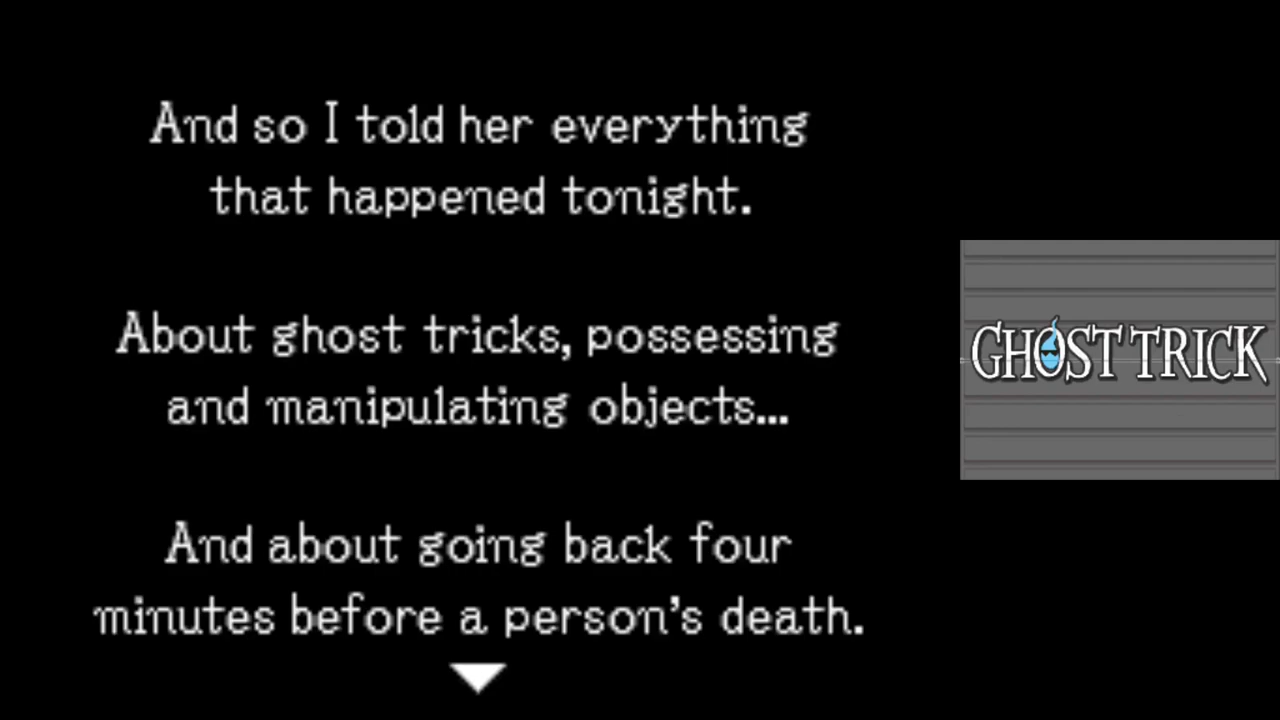 And so I told her everything
that happened tonight.
About ghost tricks, possessing
and manipulating objects...
And about going back four
minutes before a person's death.
GHOST TRICK